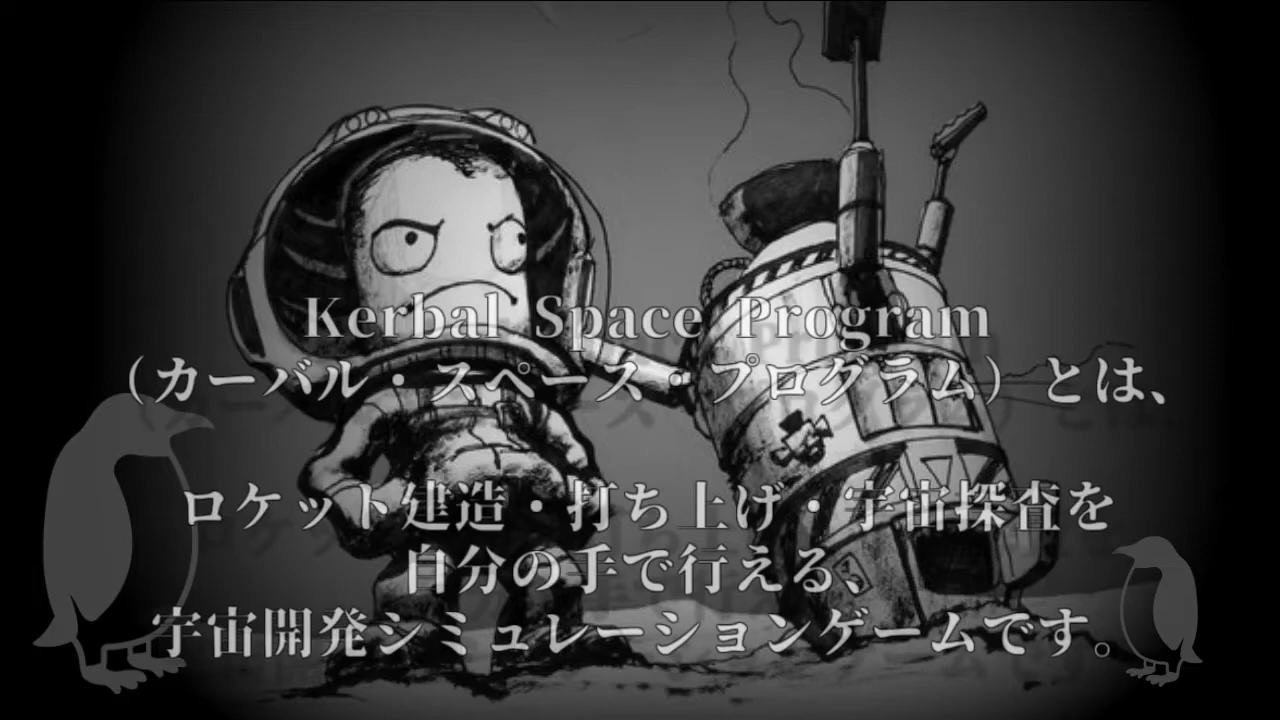 Kerbal Space Program
（カーバル・スペース・プログラム）とは、
ロケット建造・打ち上げ・宇宙探査を
自分の手で行える、
宇宙開発シミュレーションゲームです。